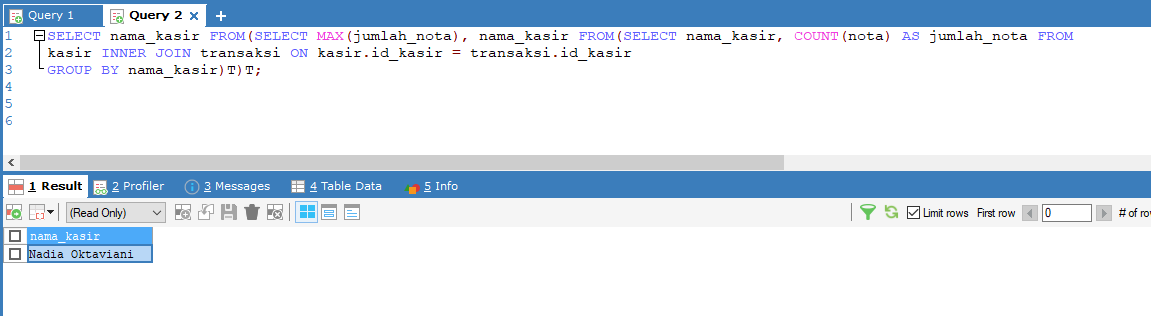 Query 1 Query 2 × +
1 SELECT nama_kasir FROM(SELECT MAX(jumlah_nota), nama_kasir FROM(SELECT nama_kasir, COUNT(nota) AS jumlah_nota FROM
2 kasir INNER JOIN transaksi ON kasir.id_kasir = transaksi.id_kasir
3 GROUP BY nama_kasir)T)T;
4
5
6
1 Result 2 Profiler 3 Messages 4 Table Data 5 Info
(Read Only) Limit rows First row 0 # of
nama_kasir
Nadia Oktaviani